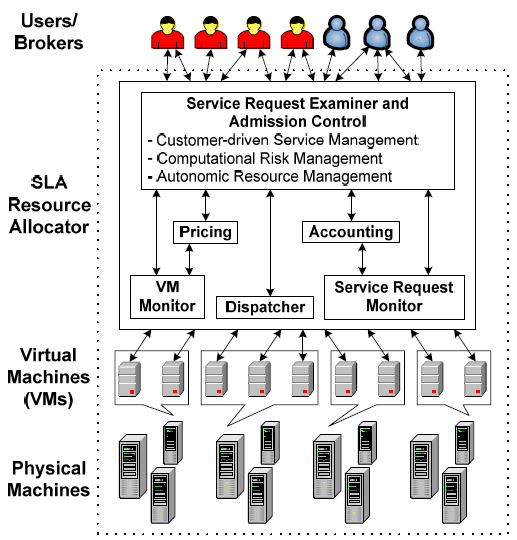 Users/
Brokers
Service Request Examiner and
Admission Control
- Customer-driven Service Management
- Computational Risk Management
- Autonomic Resource Management
SLA
Resource
Allocator
Pricing
Accounting
VM
Monitor
Dispatcher
Service Request
Monitor
Virtual
Machines
(VMs)
Physical
Machines